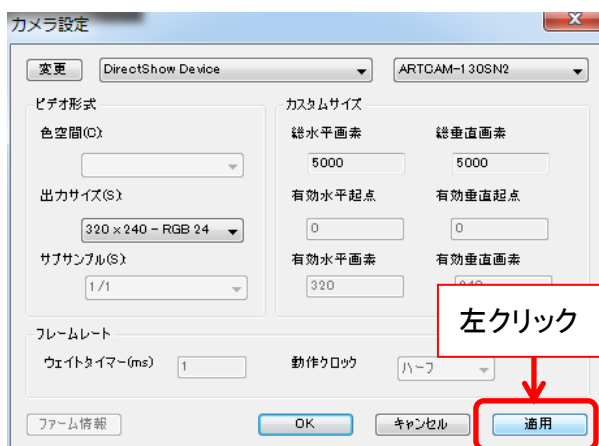 カメラ設定
変更 DirectShow Device ARTCAM-130SN2
ビデオ形式 カスタムサイズ
色空間(C): 総水平画素 総垂直画素
5000 5000
出力サイズ(S): 有効水平起点 有効垂直起点
320×240 - RGB 24 0 0
サブサンプル(S): 有効水平画素 有効垂直画素
1/1 320
左クリック
フレームレート
ウェイトタイマー(ms) 1 動作クロック ハーフ
ファーム情報 OK キャンセル 適用